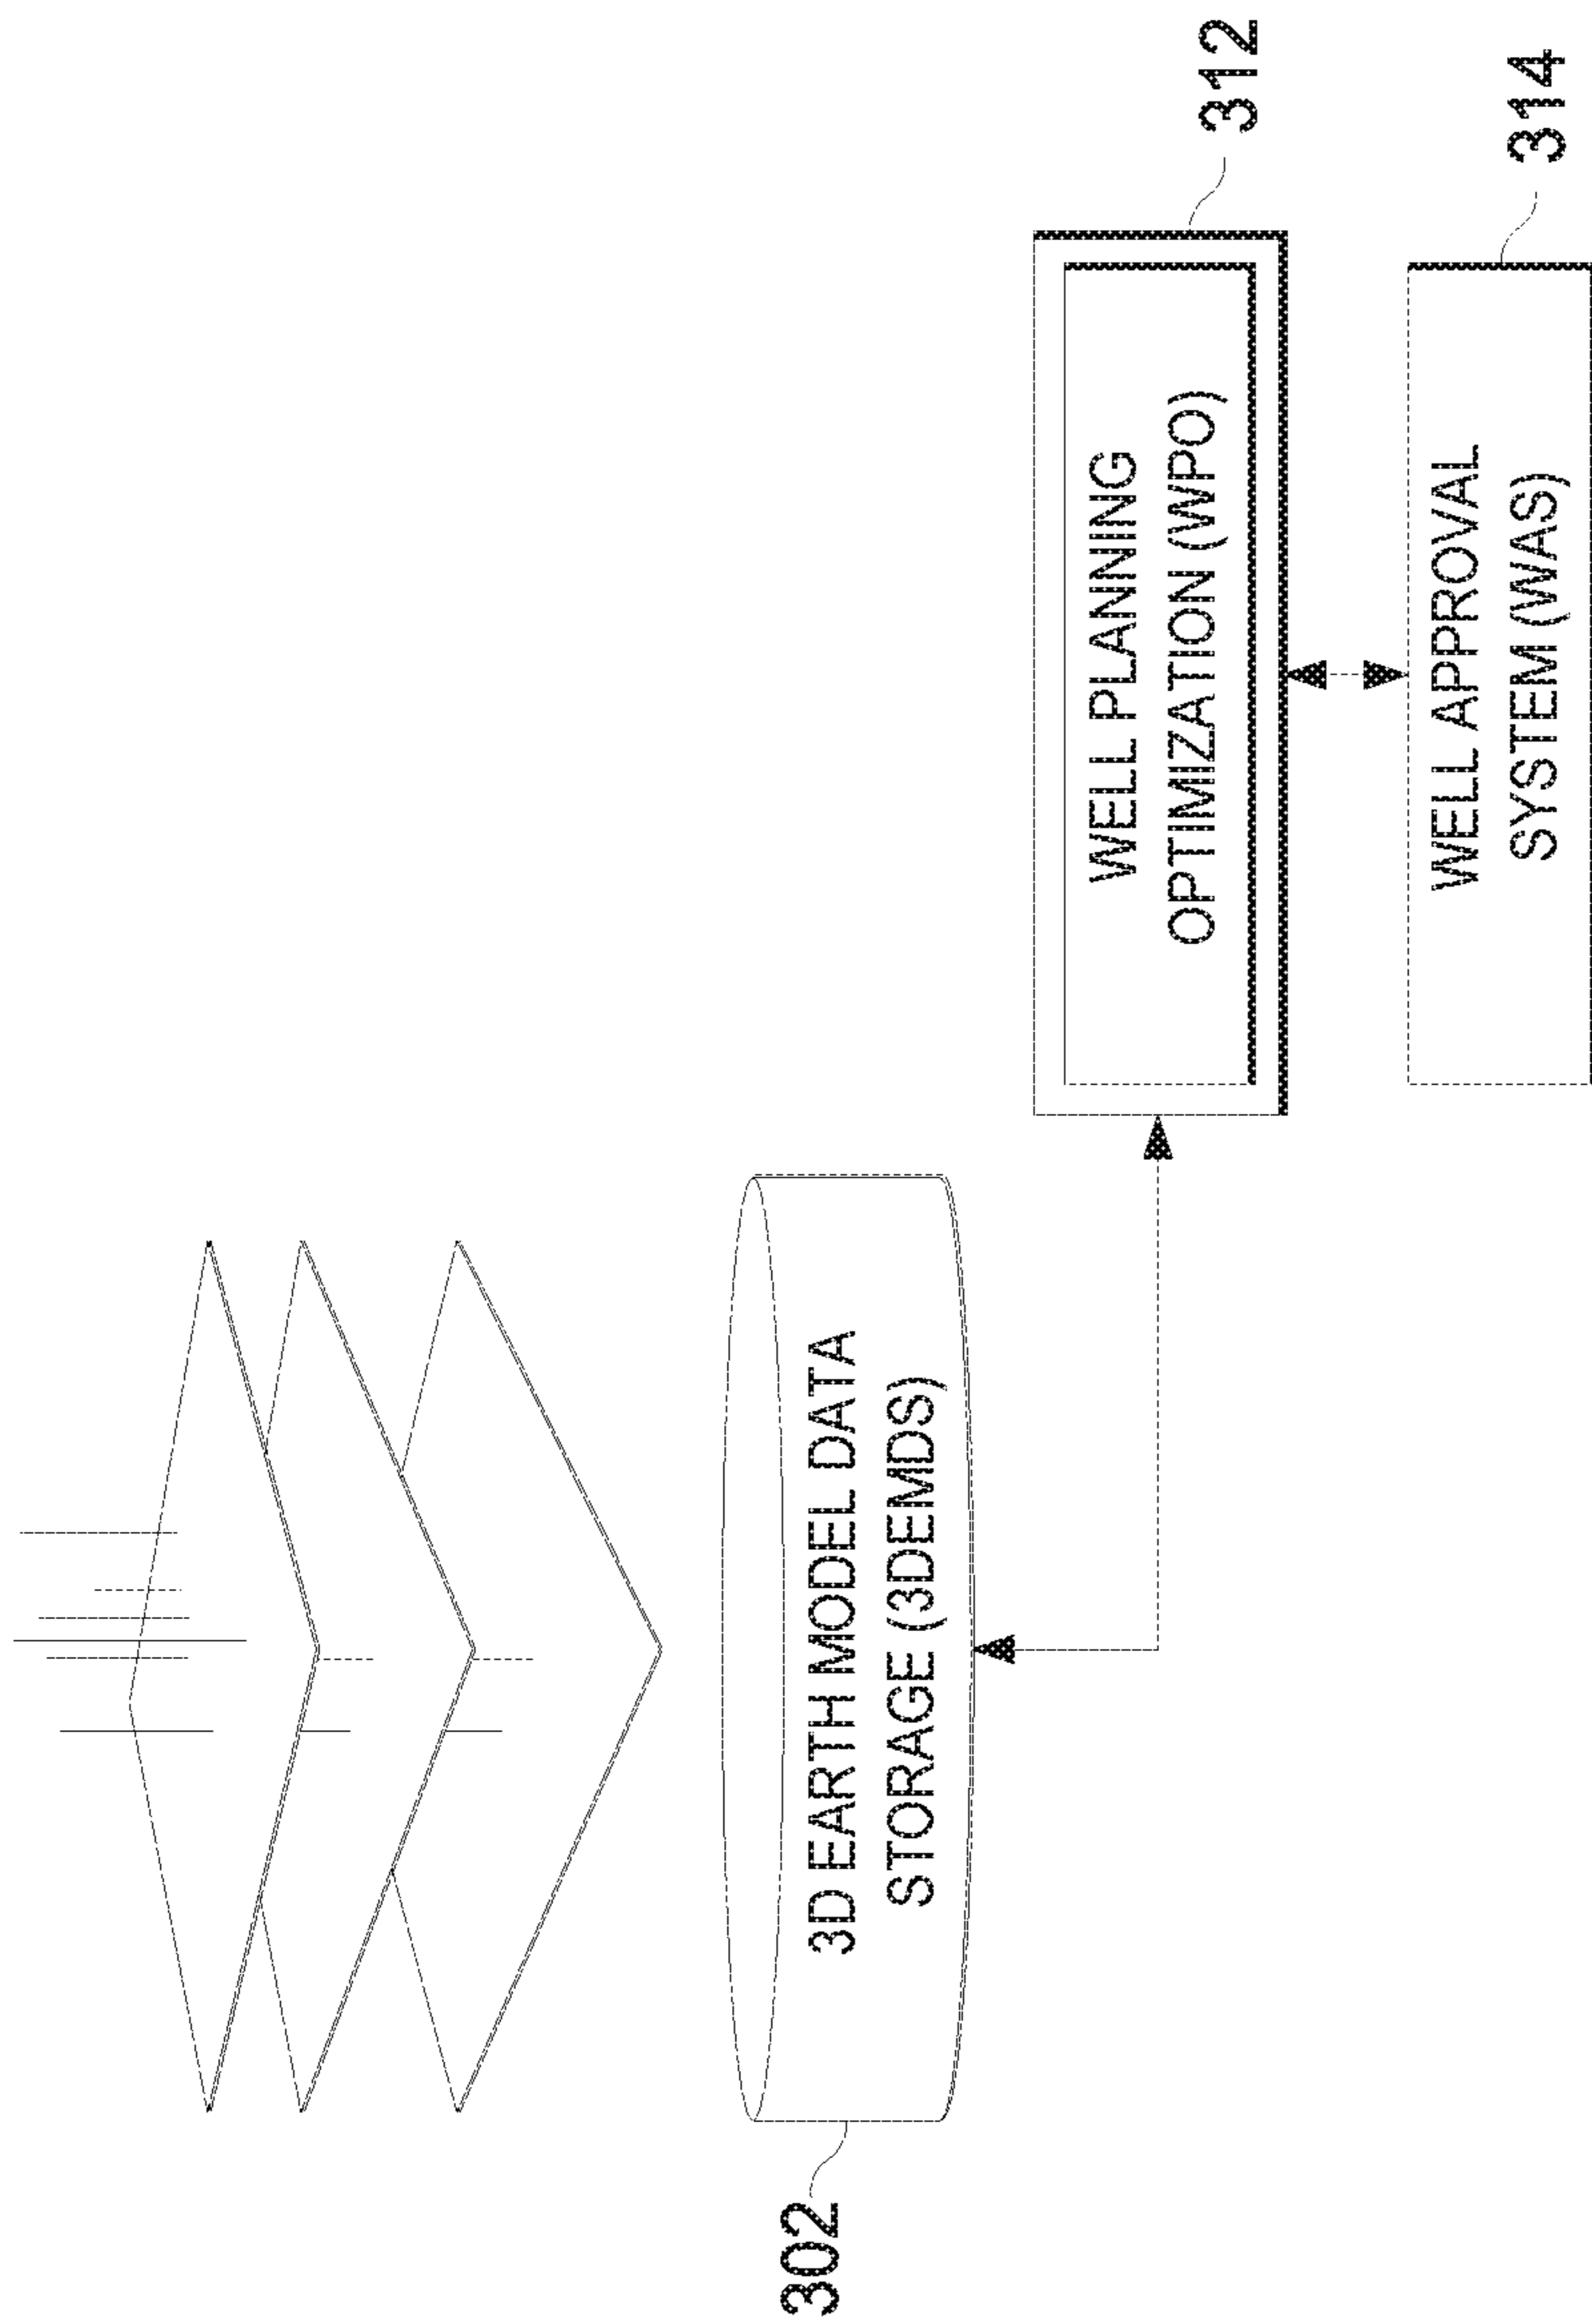 302
3D EARTH MODEL DATA
STORAGE (3DEMDS)
WELL PLANNING
OPTIMIZATION (WPO)
312
WELL APPROVAL
SYSTEM (WAS)
314